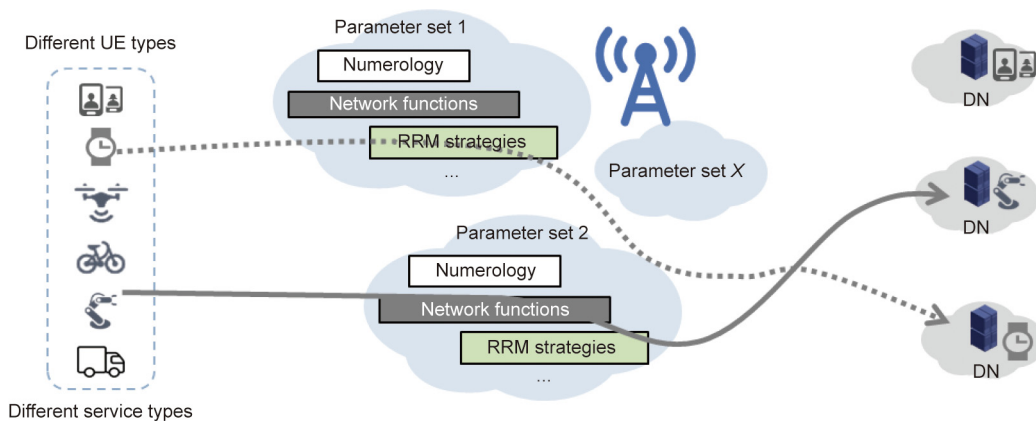 Different UE types
Parameter set 1
Numerology
Network functions
RRM strategies
...
Parameter set X
Parameter set 2
Numerology
Network functions
RRM strategies
...
DN
DN
DN
Different service types